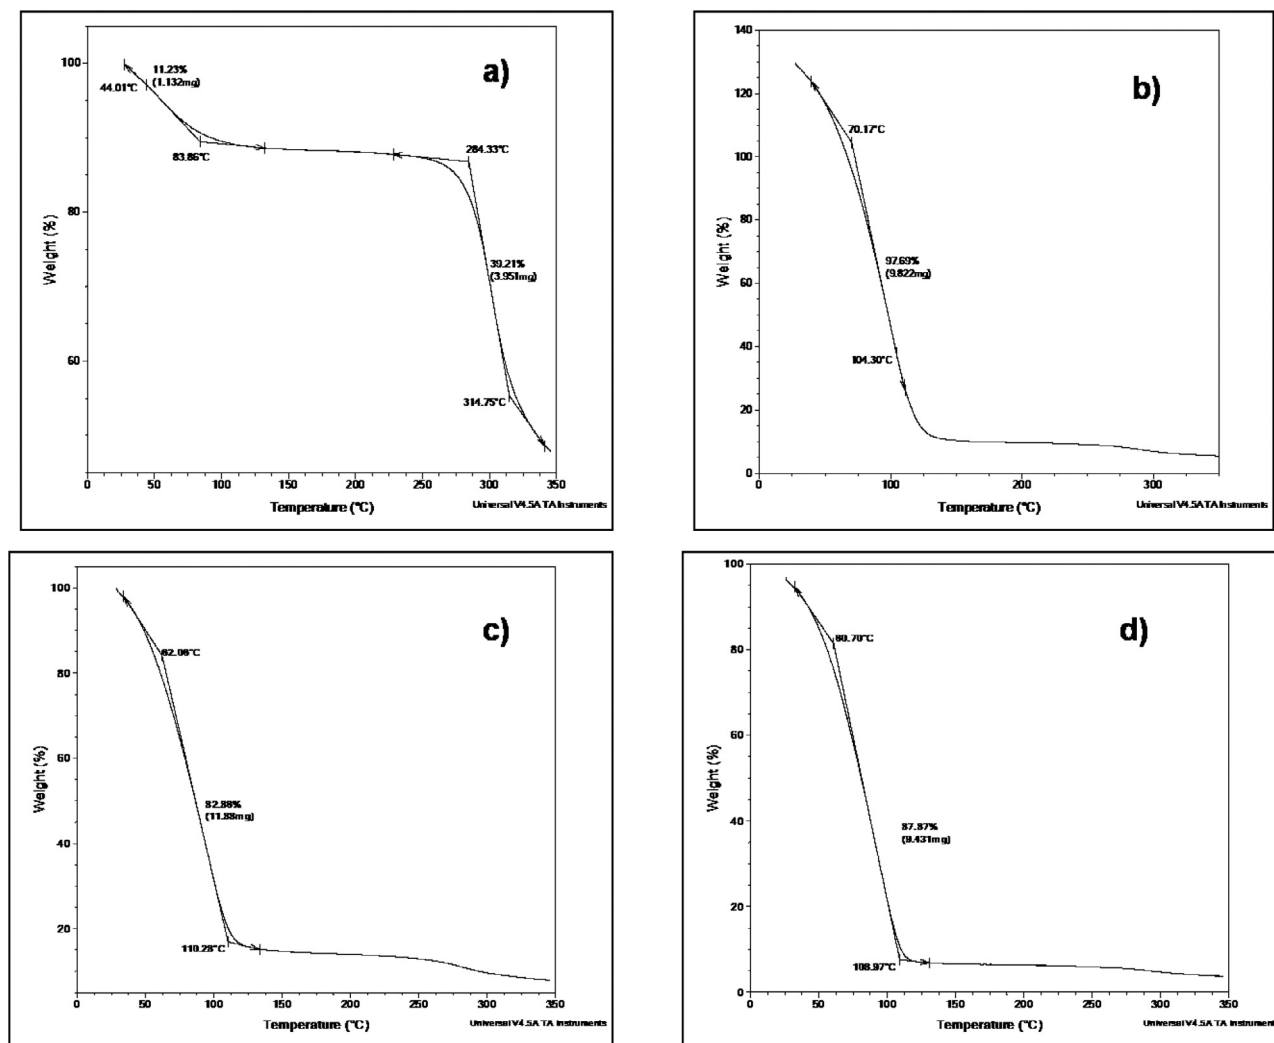 a)
100
80
60
11.23%
(1.132mg)
44.01°C
83.86°C
284.33°C
39.21%
(3.951mg)
314.75°C
Weight (%)
0 50 100 150 200 250 300 350
Temperature (°C)
Universal V4.5A TA Instruments
b)
140
120
100
80
60
40
20
0
70.17°C
97.69%
(9.822mg)
104.30°C
Weight (%)
0 100 200 300
Temperature (°C)
Universal V4.5A TA Instruments
c)
100
80
60
40
20
62.08°C
82.88%
(11.88mg)
110.28°C
Weight (%)
0 50 100 150 200 250 300 350
Temperature (°C)
Universal V4.5A TA Instruments
d)
100
80
60
40
20
0
60.70°C
87.87%
(9.431mg)
108.97°C
Weight (%)
0 50 100 150 200 250 300 350
Temperature (°C)
Universal V4.5A TA Instruments